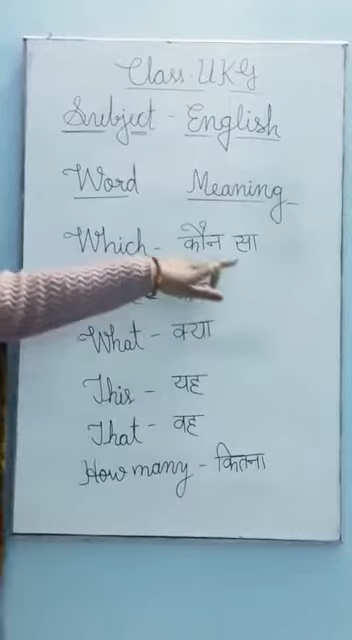 Class. UKG
Subject - English
Word Meaning
Which - कौन सा
What - क्या
This - यह
That - वह
How many - कितना